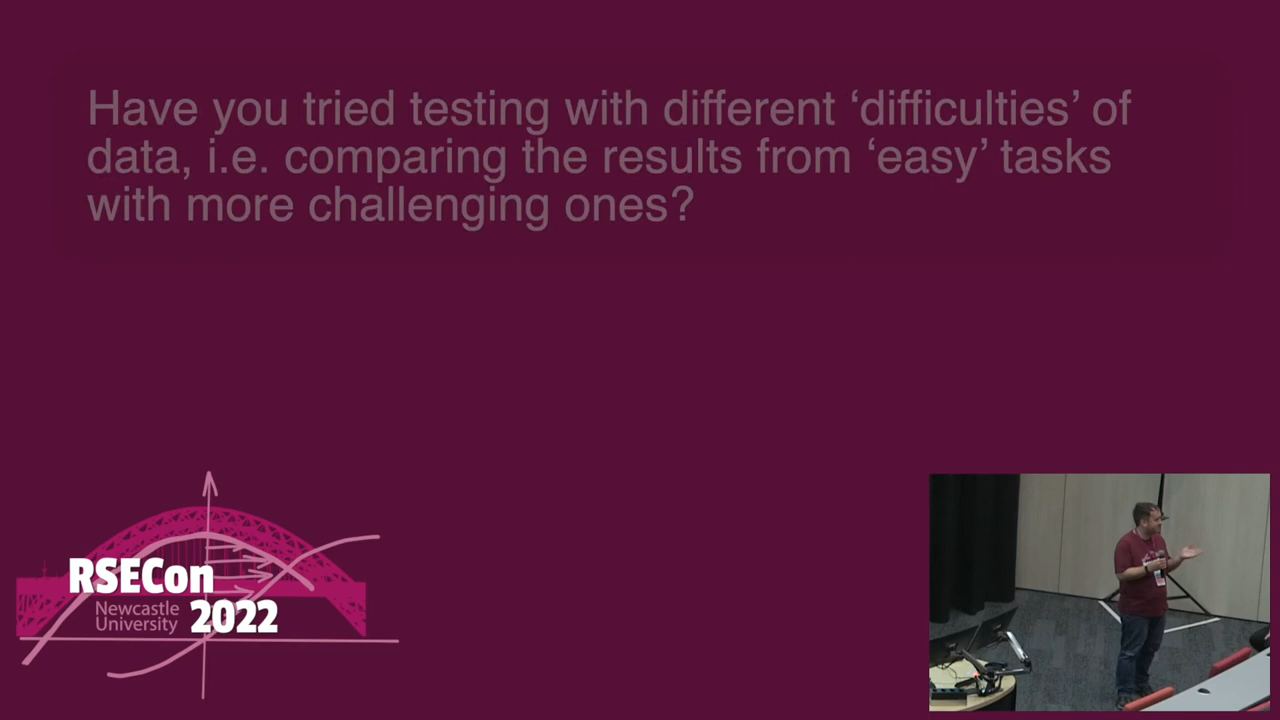 Have you tried testing with different ‘difficulties’ of
data, i.e. comparing the results from ‘easy’ tasks
with more challenging ones?
RSECon
Newcastle
University
2022